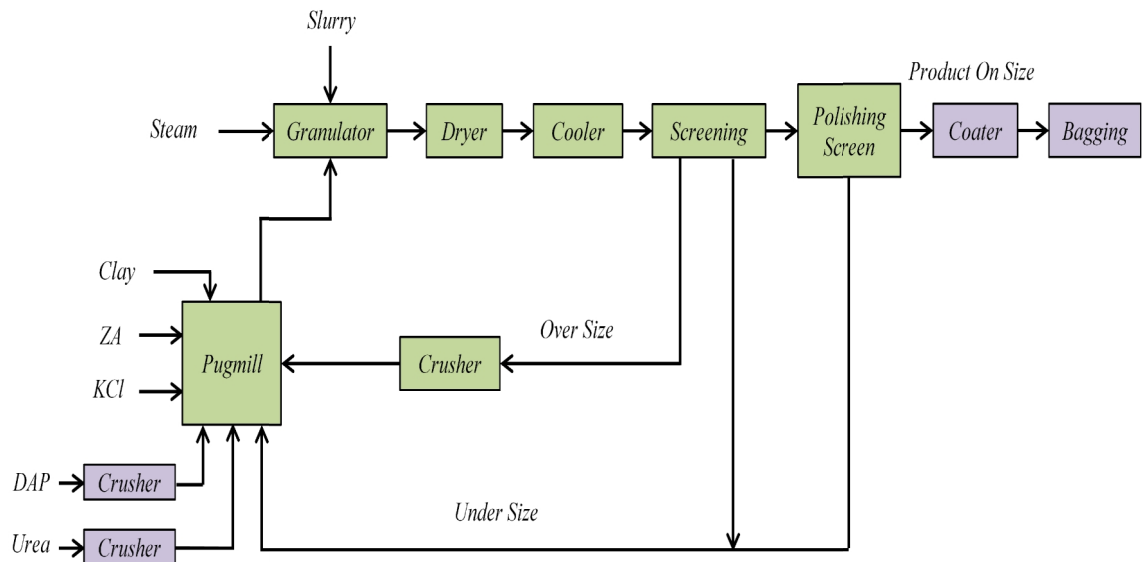 Slurry
Product On Size
Steam
Granulator
Dryer
Cooler
Screening
Polishing
Screen
Coater
Bagging
Clay
ZA
KCl
Pugmill
Over Size
Crusher
DAP
Crusher
Under Size
Urea
Crusher